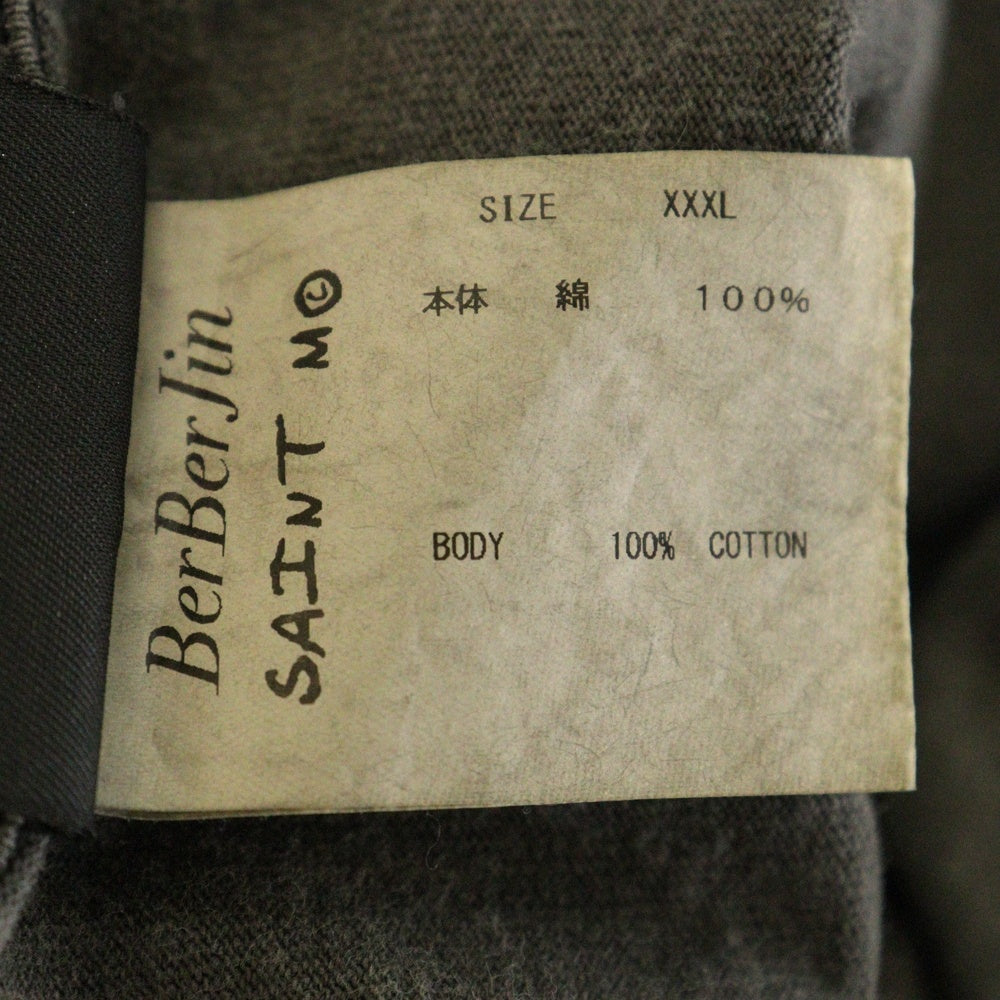 SIZE XXXL
本体 綿 100%
BODY 100% COTTON
BerBerJin
SAINT M©